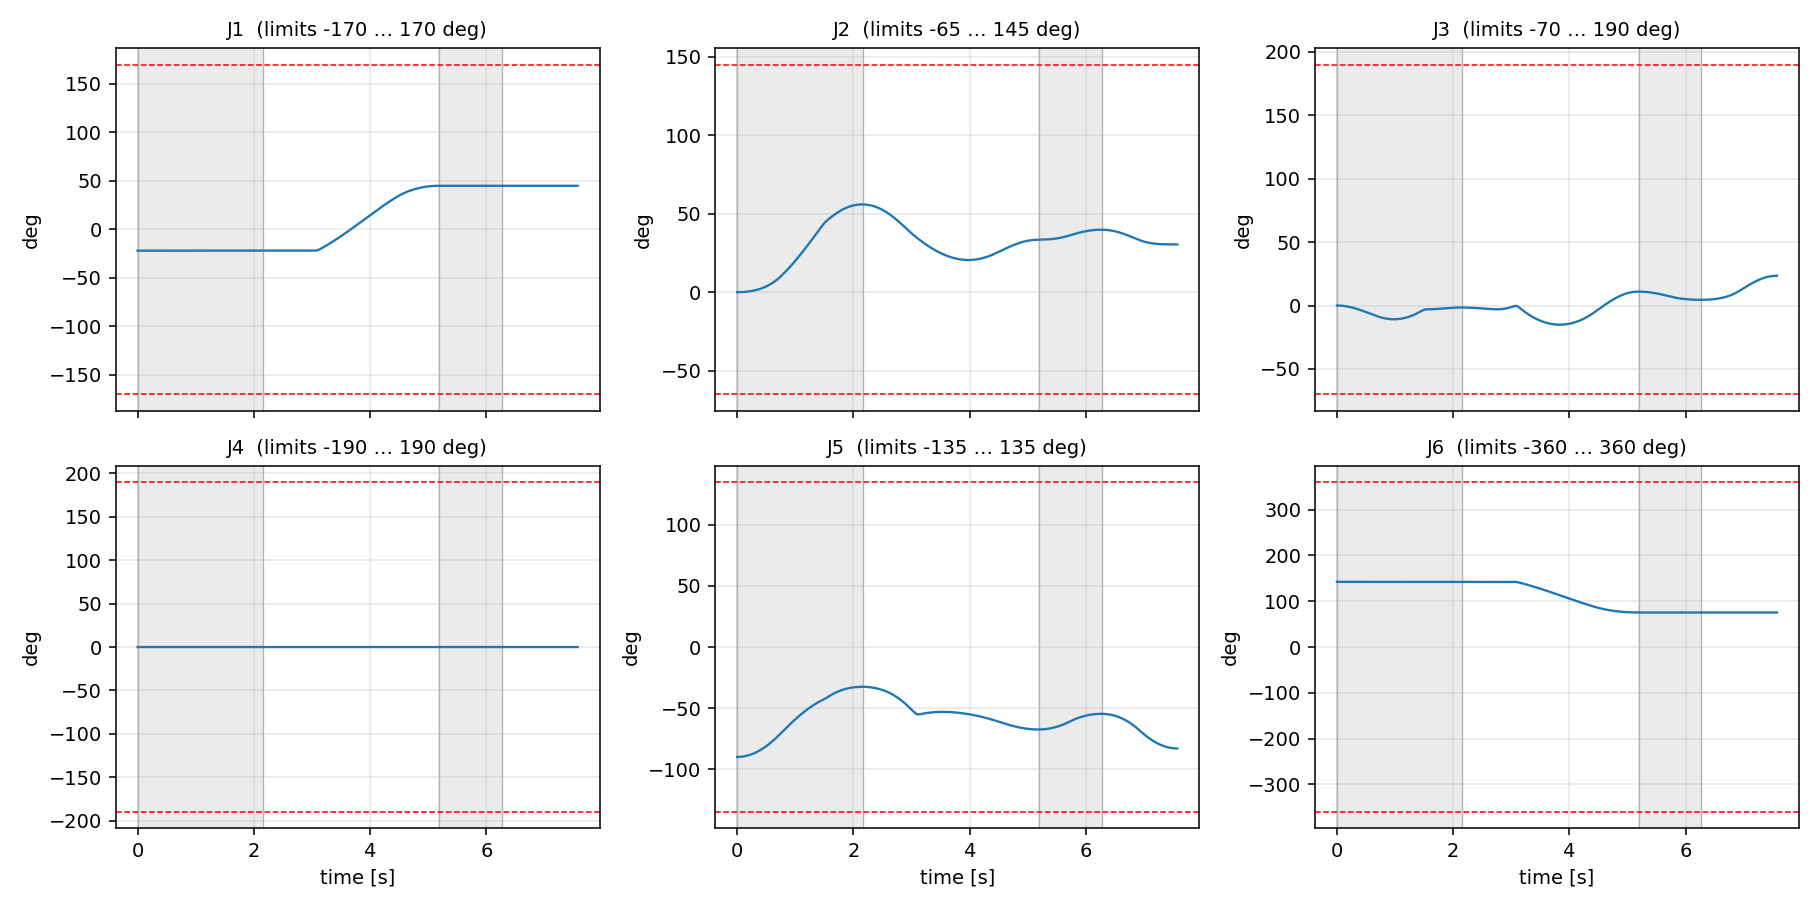 J1  (limits -170 … 170 deg)
150
100
50
0
−50
−100
−150
deg
J2  (limits -65 … 145 deg)
150
100
50
0
−50
deg
J3  (limits -70 … 190 deg)
200
150
100
50
0
−50
deg
J4  (limits -190 … 190 deg)
200
150
100
50
0
−50
−100
−150
−200
deg
0 2 4 6
time [s]
J5  (limits -135 … 135 deg)
100
50
0
−50
−100
deg
0 2 4 6
time [s]
J6  (limits -360 … 360 deg)
300
200
100
0
−100
−200
−300
deg
0 2 4 6
time [s]